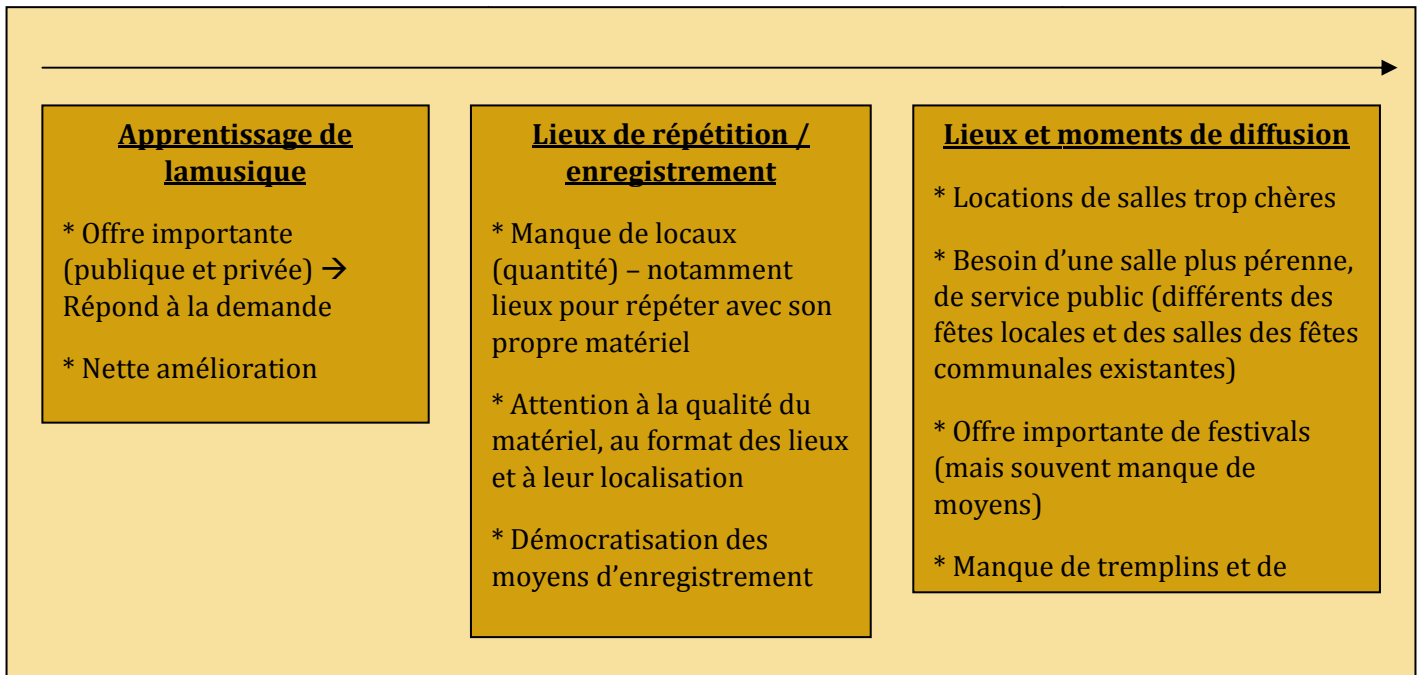 Apprentissage de
lamusique
* Offre importante
(publique et privée) →
Répond à la demande
* Nette amélioration
Lieux de répétition /
enregistrement
* Manque de locaux
(quantité) – notamment
lieux pour répéter avec son
propre matériel
* Attention à la qualité du
matériel, au format des lieux
et à leur localisation
* Démocratisation des
moyens d’enregistrement
Lieux et moments de diffusion
* Locations de salles trop chères
* Besoin d’une salle plus pérenne,
de service public (différents des
fêtes locales et des salles des fêtes
communales existantes)
* Offre importante de festivals
(mais souvent manque de
moyens)
* Manque de tremplins et de